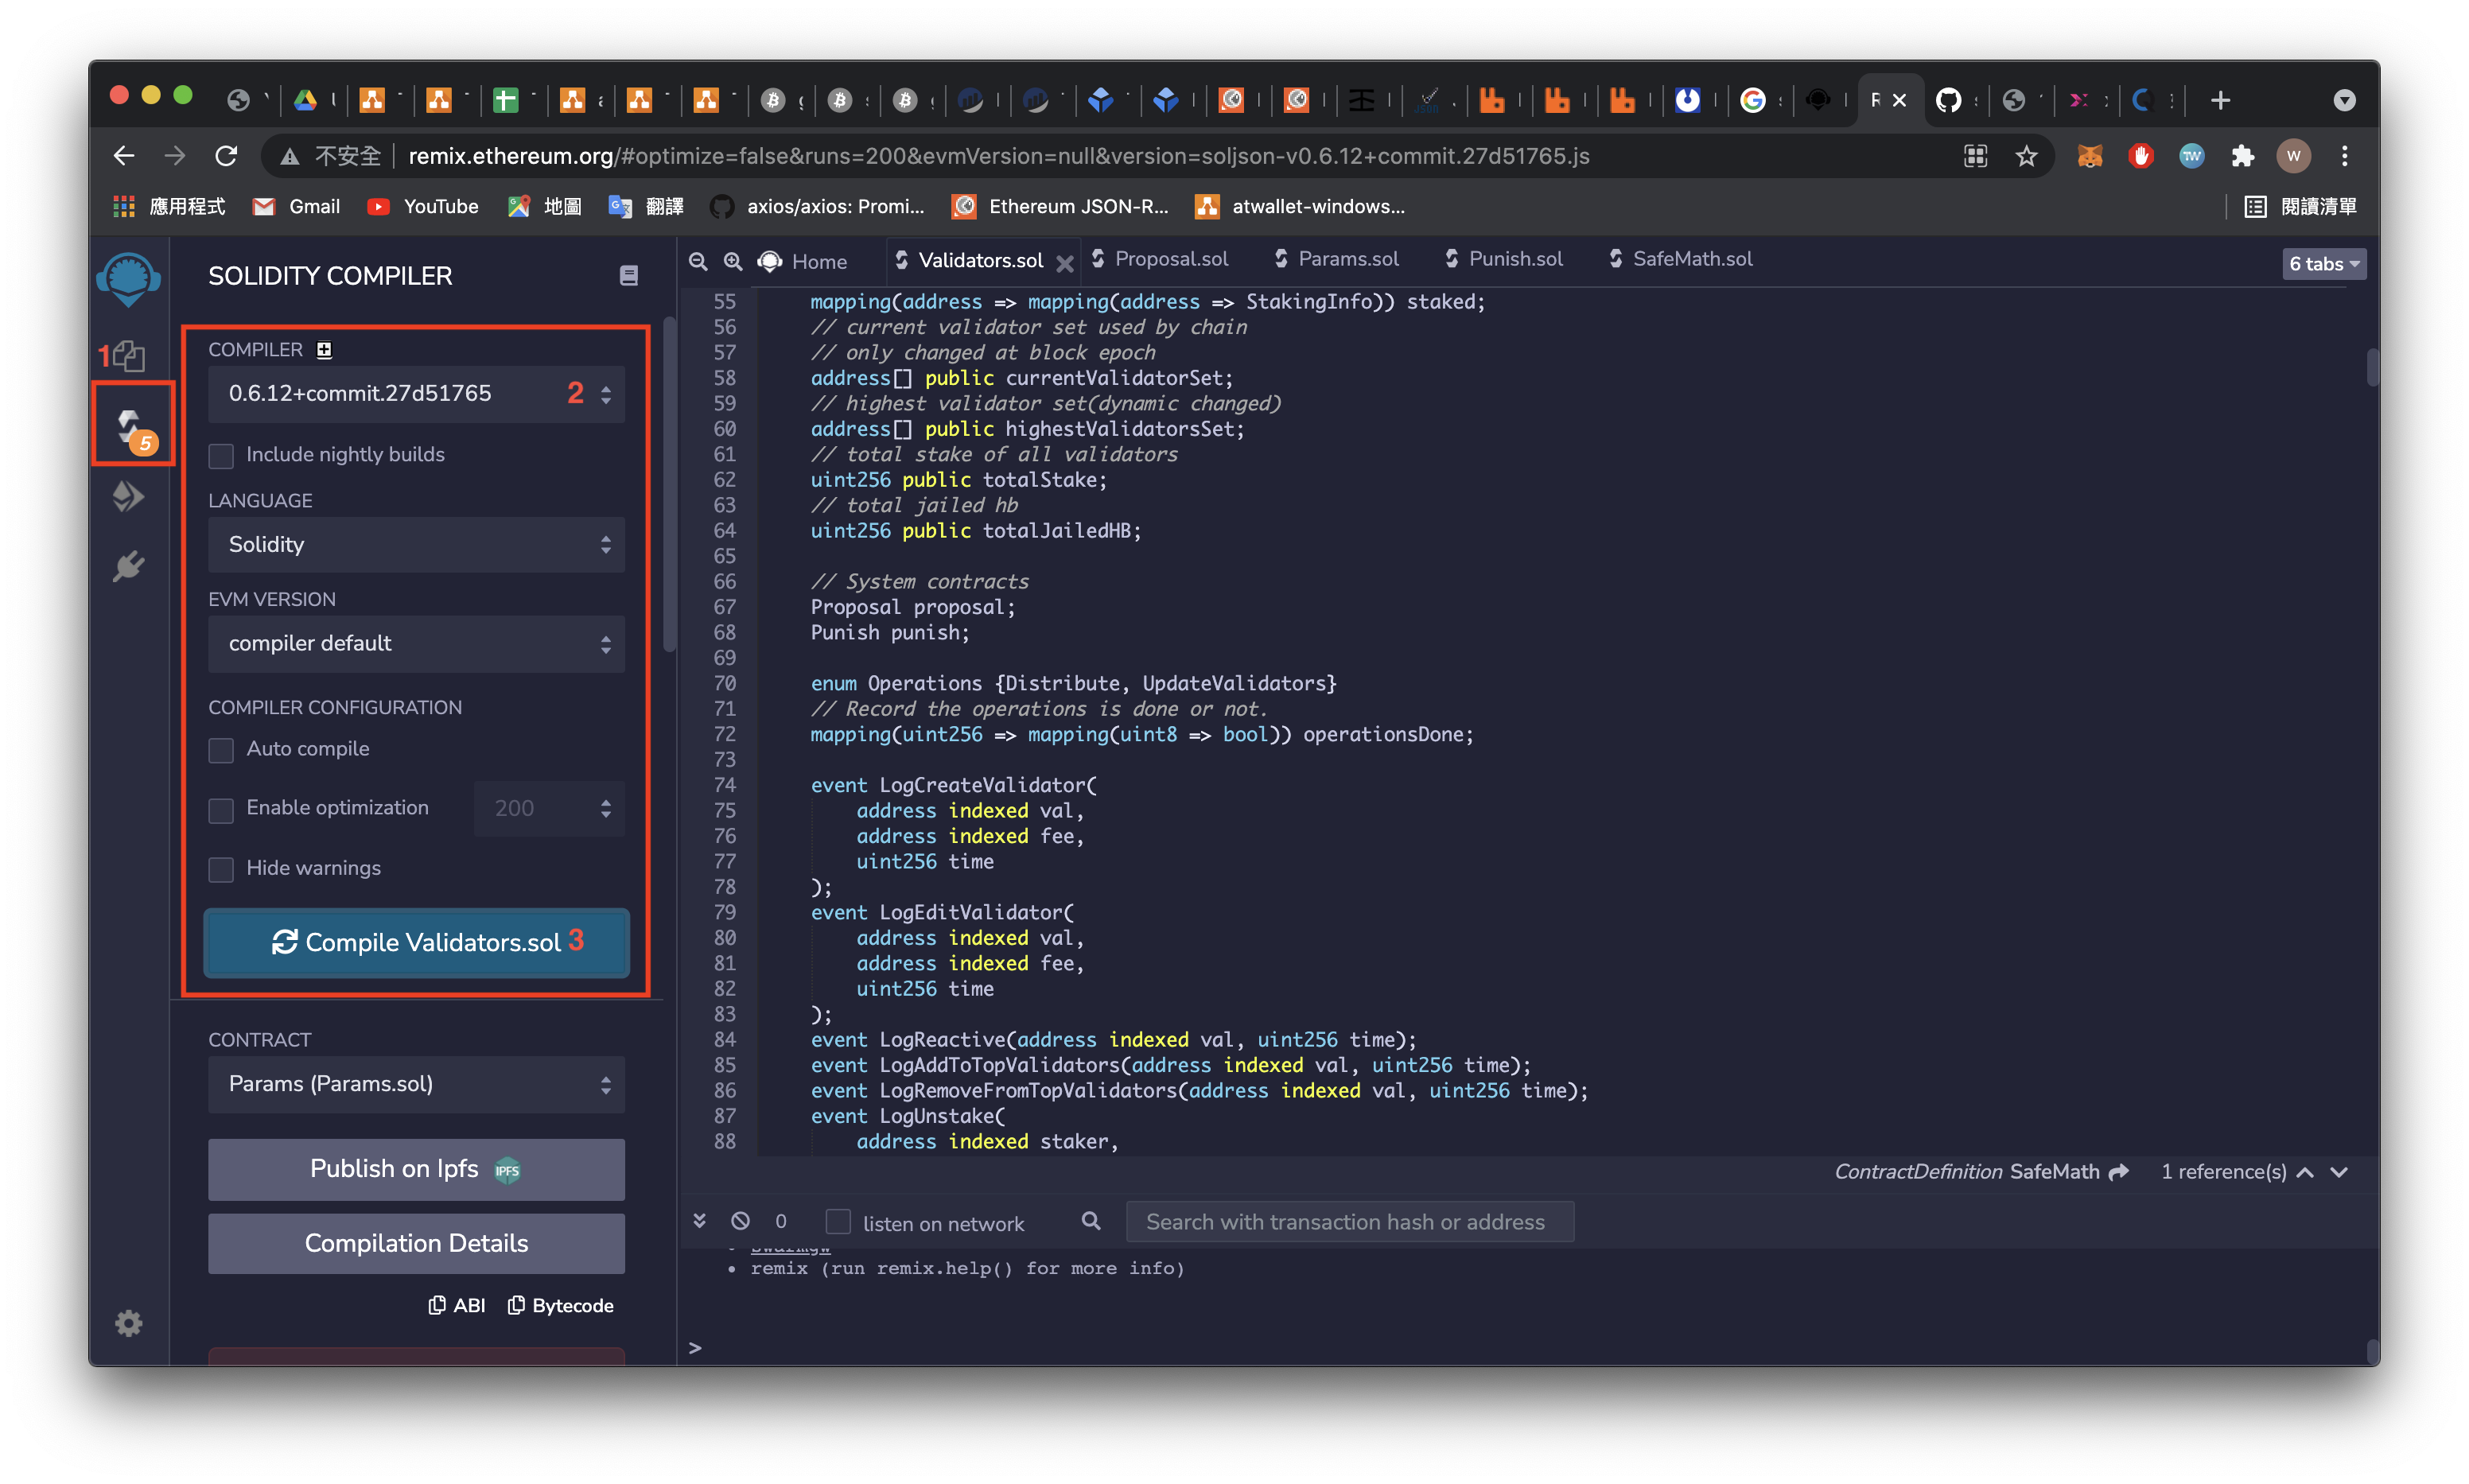 不安全 remix.ethereum.org/#optimize=false&runs=200&evmVersion=null&version=soljson-v0.6.12+commit.27d51765.js
應用程式 Gmail YouTube 地圖 翻譯 axios/axios: Promi... Ethereum JSON-R... atwallet-windows... 閱讀清單
SOLIDITY COMPILER
1
5
COMPILER
0.6.12+commit.27d51765 2
Include nightly builds
LANGUAGE
Solidity
EVM VERSION
compiler default
COMPILER CONFIGURATION
Auto compile
Enable optimization 200
Hide warnings
Compile Validators.sol 3
CONTRACT
Params (Params.sol)
Publish on Ipfs IPFS
Compilation Details
ABI Bytecode
Home Validators.sol Proposal.sol Params.sol Punish.sol SafeMath.sol 6 tabs
55 mapping(address => mapping(address => StakingInfo)) staked;
56 // current validator set used by chain
57 // only changed at block epoch
58 address[] public currentValidatorSet;
59 // highest validator set(dynamic changed)
60 address[] public highestValidatorsSet;
61 // total stake of all validators
62 uint256 public totalStake;
63 // total jailed hb
64 uint256 public totalJailedHB;
65
66 // System contracts
67 Proposal proposal;
68 Punish punish;
69
70 enum Operations {Distribute, UpdateValidators}
71 // Record the operations is done or not.
72 mapping(uint256 => mapping(uint8 => bool)) operationsDone;
73
74 event LogCreateValidator(
75 address indexed val,
76 address indexed fee,
77 uint256 time
78 );
79 event LogEditValidator(
80 address indexed val,
81 address indexed fee,
82 uint256 time
83 );
84 event LogReactive(address indexed val, uint256 time);
85 event LogAddToTopValidators(address indexed val, uint256 time);
86 event LogRemoveFromTopValidators(address indexed val, uint256 time);
87 event LogUnstake(
88 address indexed staker,
ContractDefinition SafeMath 1 reference(s)
0 listen on network Search with transaction hash or address
remix (run remix.help() for more info)
>